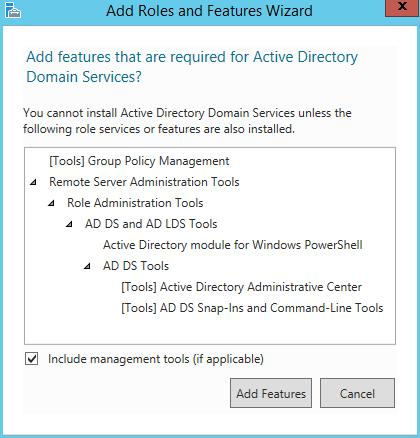 Add Roles and Features Wizard
x
Add features that are required for Active Directory
Domain Services?
You cannot install Active Directory Domain Services unless the
following role services or features are also installed.
[Tools] Group Policy Management
Remote Server Administration Tools
Role Administration Tools
AD DS and AD LDS Tools
Active Directory module for Windows PowerShell
AD DS Tools
[Tools] Active Directory Administrative Center
[Tools] AD DS Snap-Ins and Command-Line Tools
Include management tools (if applicable)
Add Features
Cancel